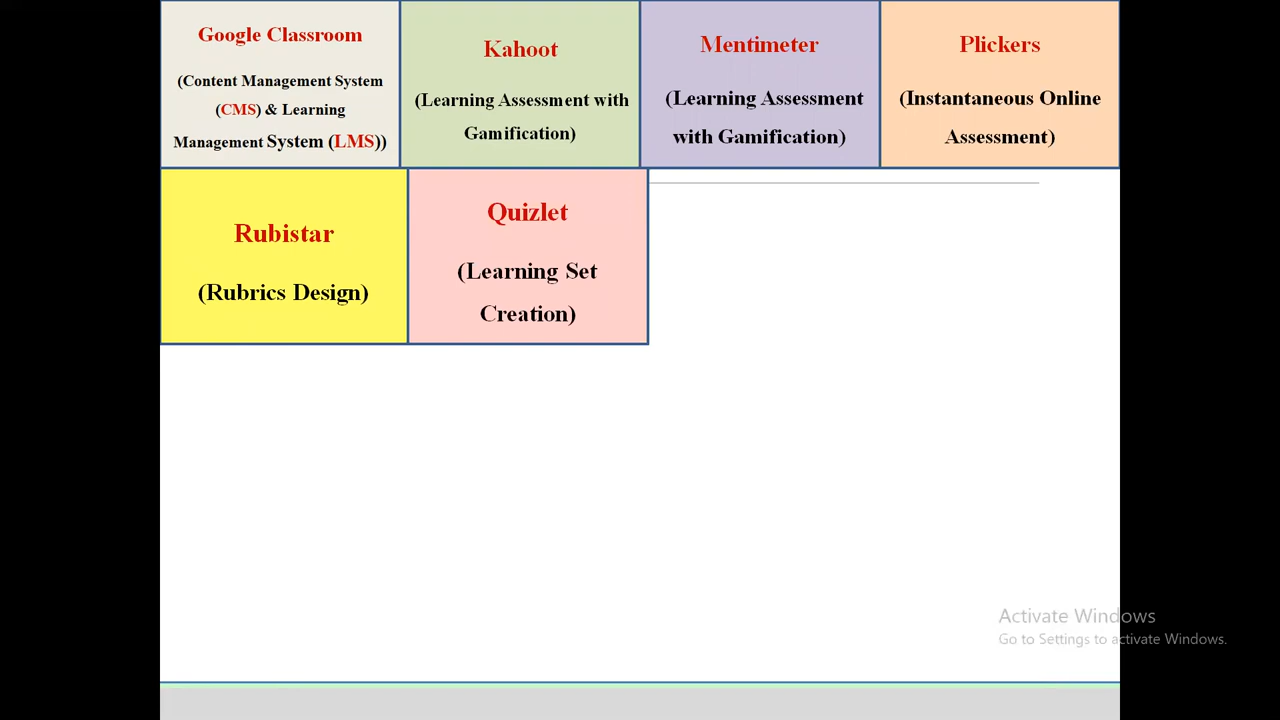 Google Classroom
(Content Management System
(CMS) & Learning
Management System (LMS))
Kahoot
(Learning Assessment with
Gamification)
Mentimeter
(Learning Assessment
with Gamification)
Plickers
(Instantaneous Online
Assessment)
Rubistar
(Rubrics Design)
Quizlet
(Learning Set
Creation)
Activate Windows
Go to Settings to activate Windows.